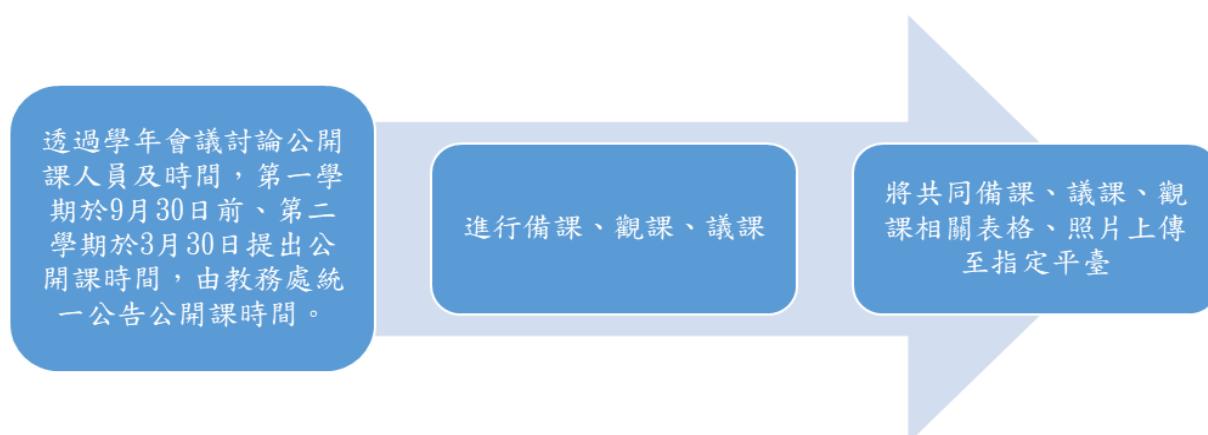 透過學年會議討論公開
課人員及時間，第一學
期於9月30日前、第二
學期於3月30日提出公
開課時間，由教務處統
一公告公開課時間。
進行備課、觀課、議課
將共同備課、議課、觀
課相關表格、照片上傳
至指定平臺